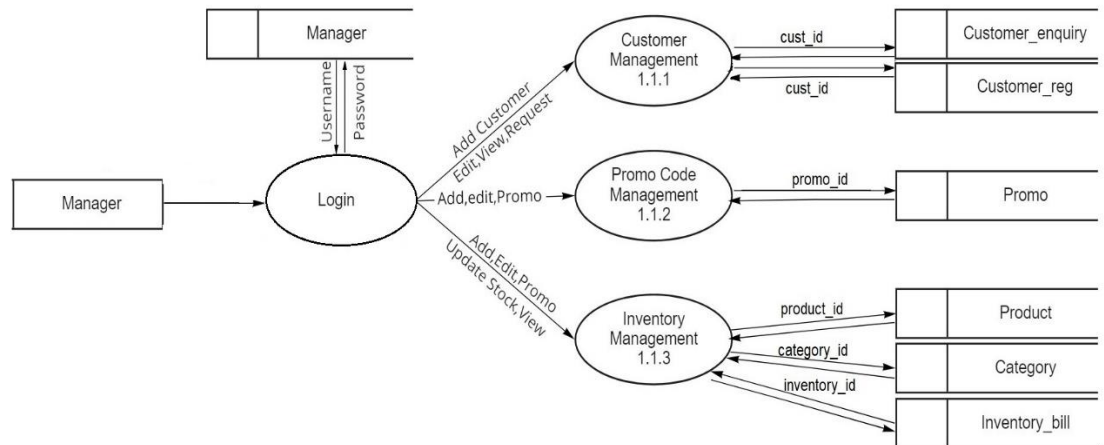 Manager
Username
Password
Manager
Login
Add Customer
Edit,View,Request
Add,edit,Promo
Add,Edit,Promo
Update Stock,View
Customer
Management
1.1.1
cust_id
cust_id
Customer_enquiry
Customer_reg
Promo Code
Management
1.1.2
promo_id
Promo
Inventory
Management
1.1.3
product_id
category_id
inventory_id
Product
Category
Inventory_bill